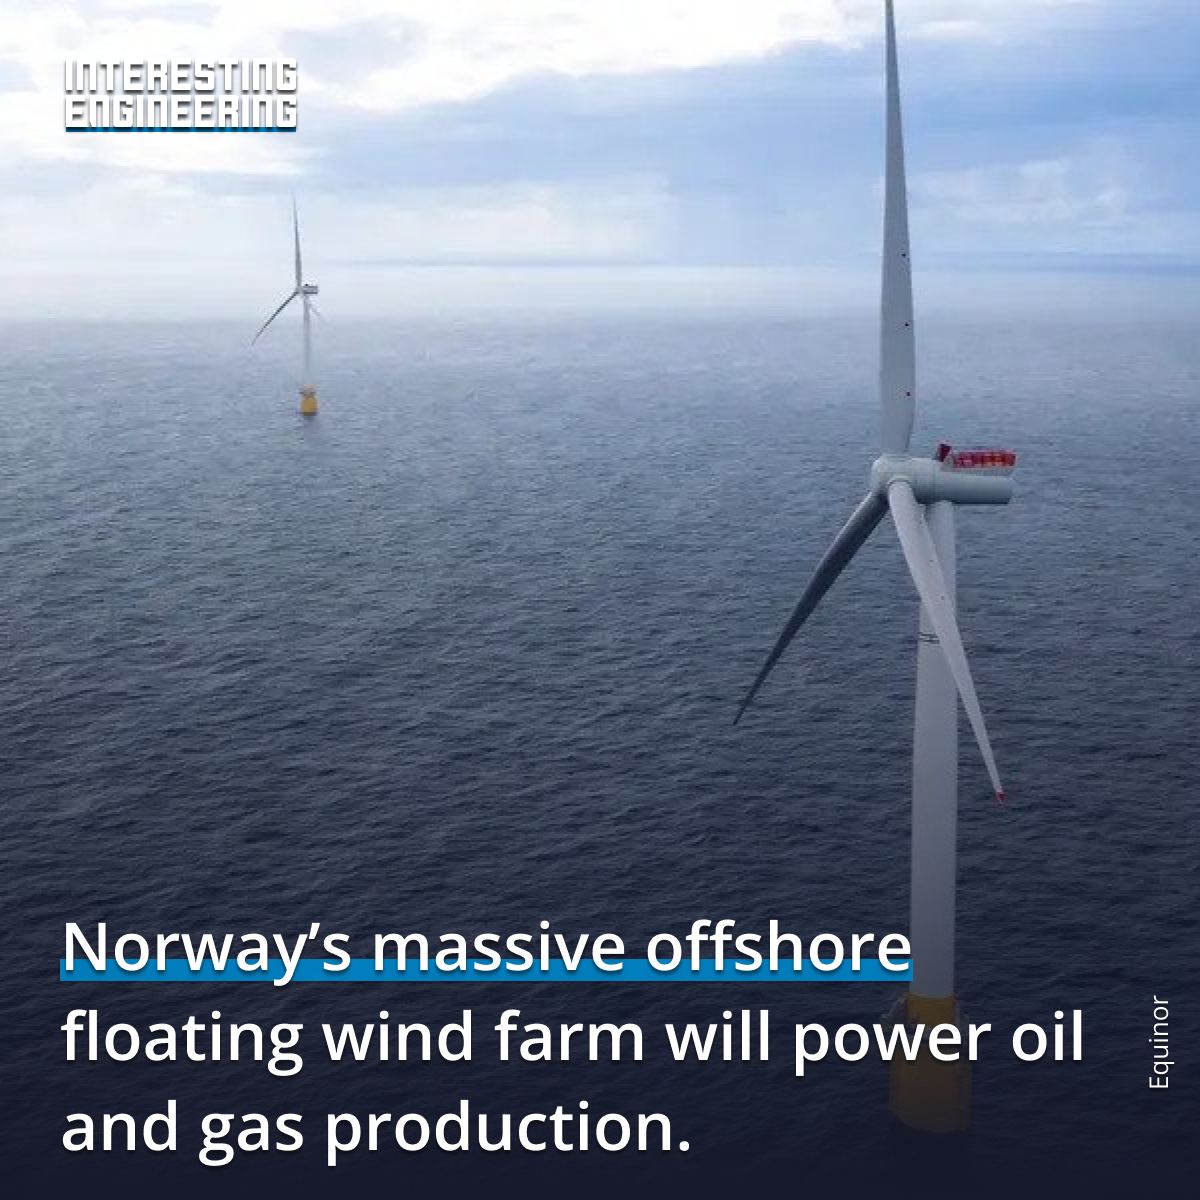 INTERESTING
ENGINEERING
Norway’s massive offshore
floating wind farm will power oil
and gas production.
Equinor